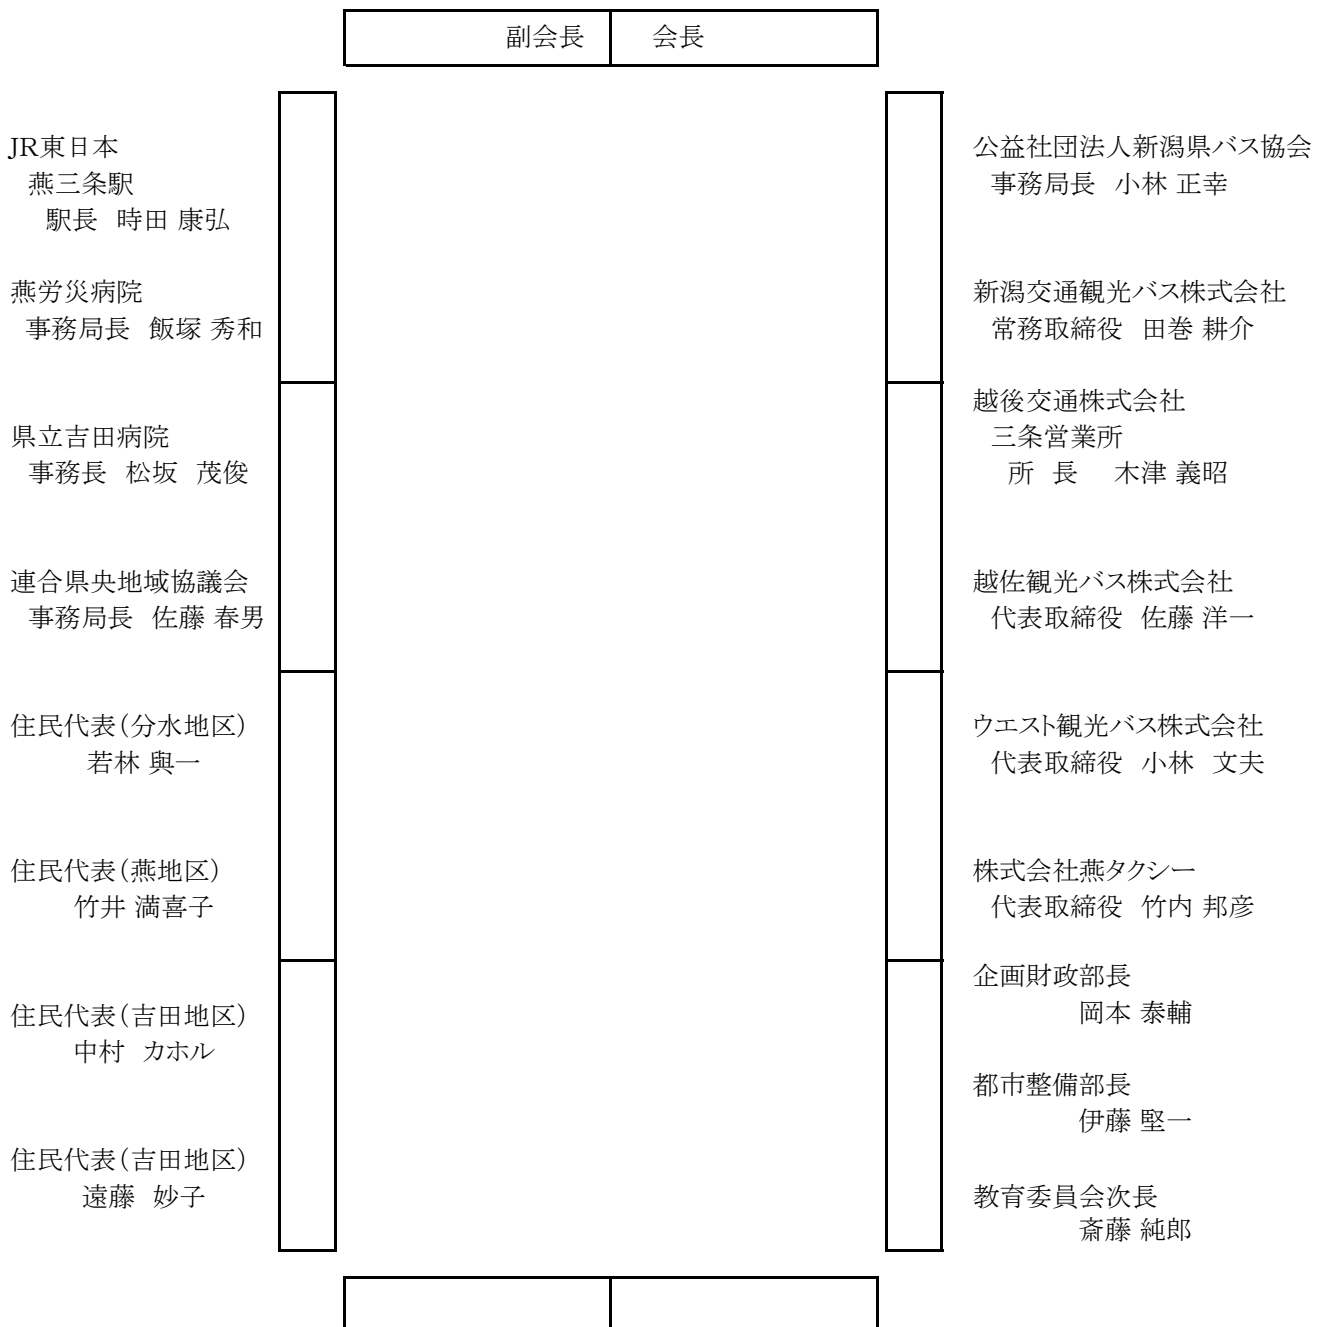 副会長 会長
JR東日本
燕三条駅
駅長 時田 康弘
燕労災病院
事務局長 飯塚 秀和
県立吉田病院
事務長 松坂 茂俊
連合県央地域協議会
事務局長 佐藤 春男
住民代表(分水地区)
若林 與一
住民代表(燕地区)
竹井 満喜子
住民代表(吉田地区)
中村 カホル
住民代表(吉田地区)
遠藤 妙子
公益社団法人新潟県バス協会
事務局長 小林 正幸
新潟交通観光バス株式会社
常務取締役 田巻 耕介
越後交通株式会社
三条営業所
所 長 木津 義昭
越佐観光バス株式会社
代表取締役 佐藤 洋一
ウエスト観光バス株式会社
代表取締役 小林 文夫
株式会社燕タクシー
代表取締役 竹内 邦彦
企画財政部長
岡本 泰輔
都市整備部長
伊藤 堅一
教育委員会次長
斎藤 純郎